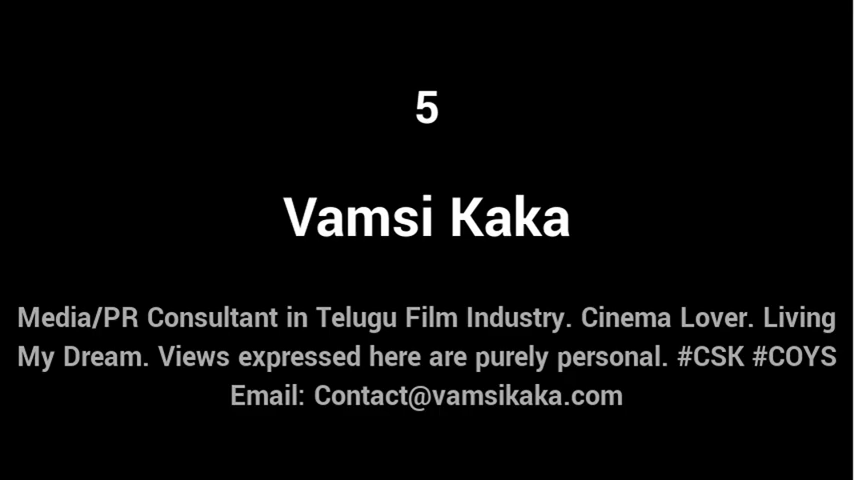 5
Vamsi Kaka
Media/PR Consultant in Telugu Film Industry. Cinema Lover. Living
My Dream. Views expressed here are purely personal. #CSK #COYS
Email: Contact@vamsikaka.com